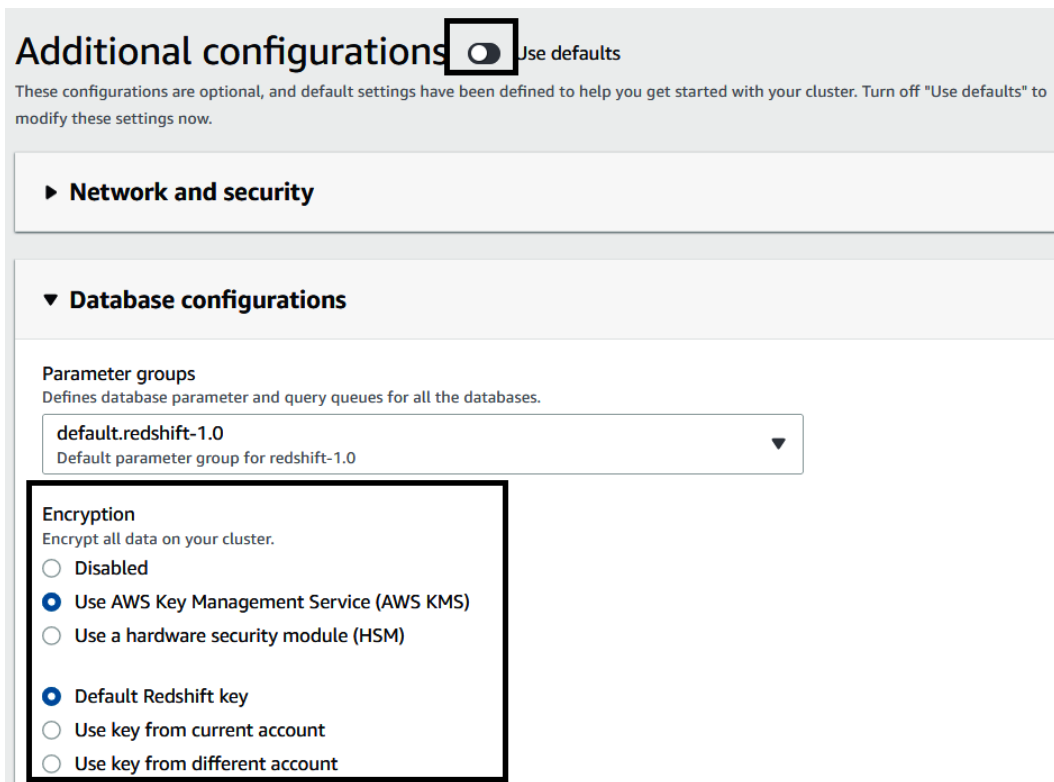 Additional configurations Use defaults
These configurations are optional, and default settings have been defined to help you get started with your cluster. Turn off "Use defaults" to
modify these settings now.
Network and security
Database configurations
Parameter groups
Defines database parameter and query queues for all the databases.
default.redshift-1.0
Default parameter group for redshift-1.0
Encryption
Encrypt all data on your cluster.
Disabled
Use AWS Key Management Service (AWS KMS)
Use a hardware security module (HSM)
Default Redshift key
Use key from current account
Use key from different account